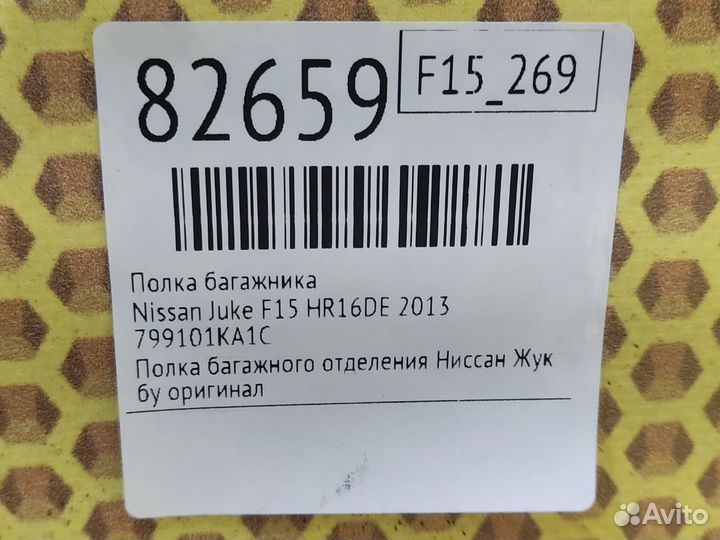 82659
F15_269
Полка багажника
Nissan Juke F15 HR16DE 2013
799101KA1C
Полка багажного отделения Ниссан Жук
бу оригинал
Avito